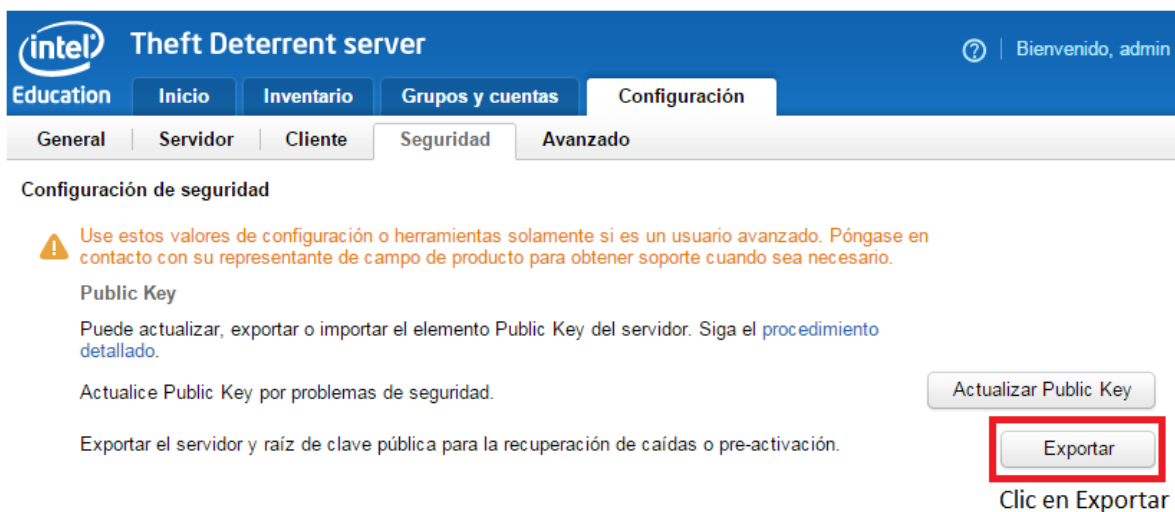 intel Theft Deterrent server
? Bienvenido, admin
Education Inicio Inventario Grupos y cuentas Configuración
General Servidor Cliente Seguridad Avanzado
Configuración de seguridad
Use estos valores de configuración o herramientas solamente si es un usuario avanzado. Póngase en
contacto con su representante de campo de producto para obtener soporte cuando sea necesario.
Public Key
Puede actualizar, exportar o importar el elemento Public Key del servidor. Siga el procedimiento
detallado.
Actualice Public Key por problemas de seguridad. Actualizar Public Key
Exportar el servidor y raíz de clave pública para la recuperación de caídas o pre-activación. Exportar
Clic en Exportar